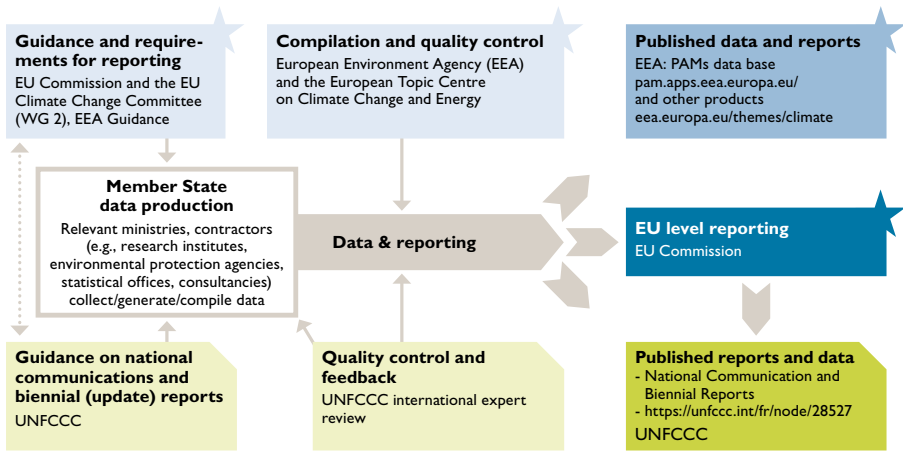 Guidance and require-
ments for reporting
EU Commission and the EU
Climate Change Committee
(WG 2), EEA Guidance
Compilation and quality control
European Environment Agency (EEA)
and the European Topic Centre
on Climate Change and Energy
Published data and reports
EEA: PAMs data base
pam.apps.eea.europa.eu/
and other products
eea.europa.eu/themes/climate
Member State
data production
Relevant ministries, contractors
(e.g., research institutes,
environmental protection agencies,
statistical offices, consultancies)
collect/generate/compile data
Data & reporting
EU level reporting
EU Commission
Guidance on national
communications and
biennial (update) reports
UNFCCC
Quality control and
feedback
UNFCCC international expert
review
Published reports and data
- National Communication and
Biennial Reports
- https://unfccc.int/fr/node/28527
UNFCCC